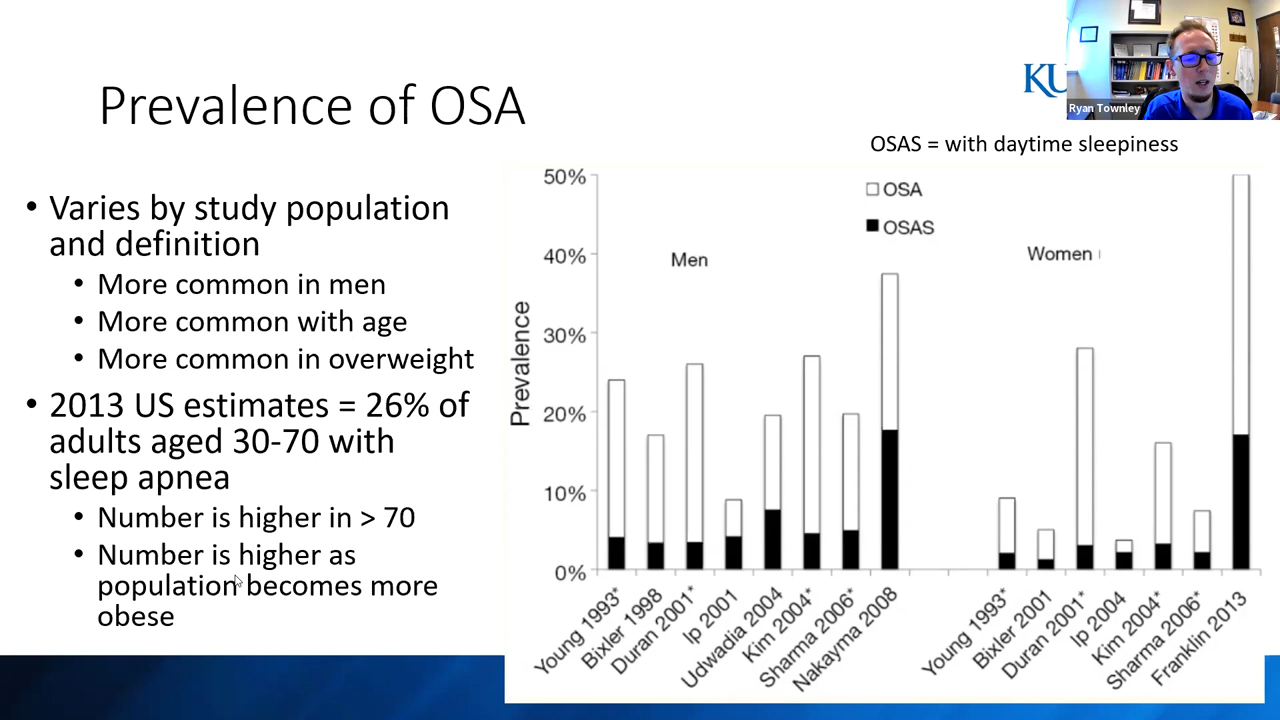 Prevalence of OSA
KU
Ryan Townley
OSAS = with daytime sleepiness
• Varies by study population
and definition
• More common in men
• More common with age
• More common in overweight
• 2013 US estimates = 26% of
adults aged 30-70 with
sleep apnea
• Number is higher in > 70
• Number is higher as
population becomes more
obese
Prevalence
50%
40%
30%
20%
10%
0%
OSA
OSAS
Men
Women
Young 1993*
Bixler 1998
Duran 2001*
Ip 2001
Udwadia 2004
Kim 2004*
Sharma 2006*
Nakayma 2008
Young 1993*
Bixler 2001
Duran 2001*
Ip 2004
Kim 2004*
Sharma 2006*
Franklin 2013